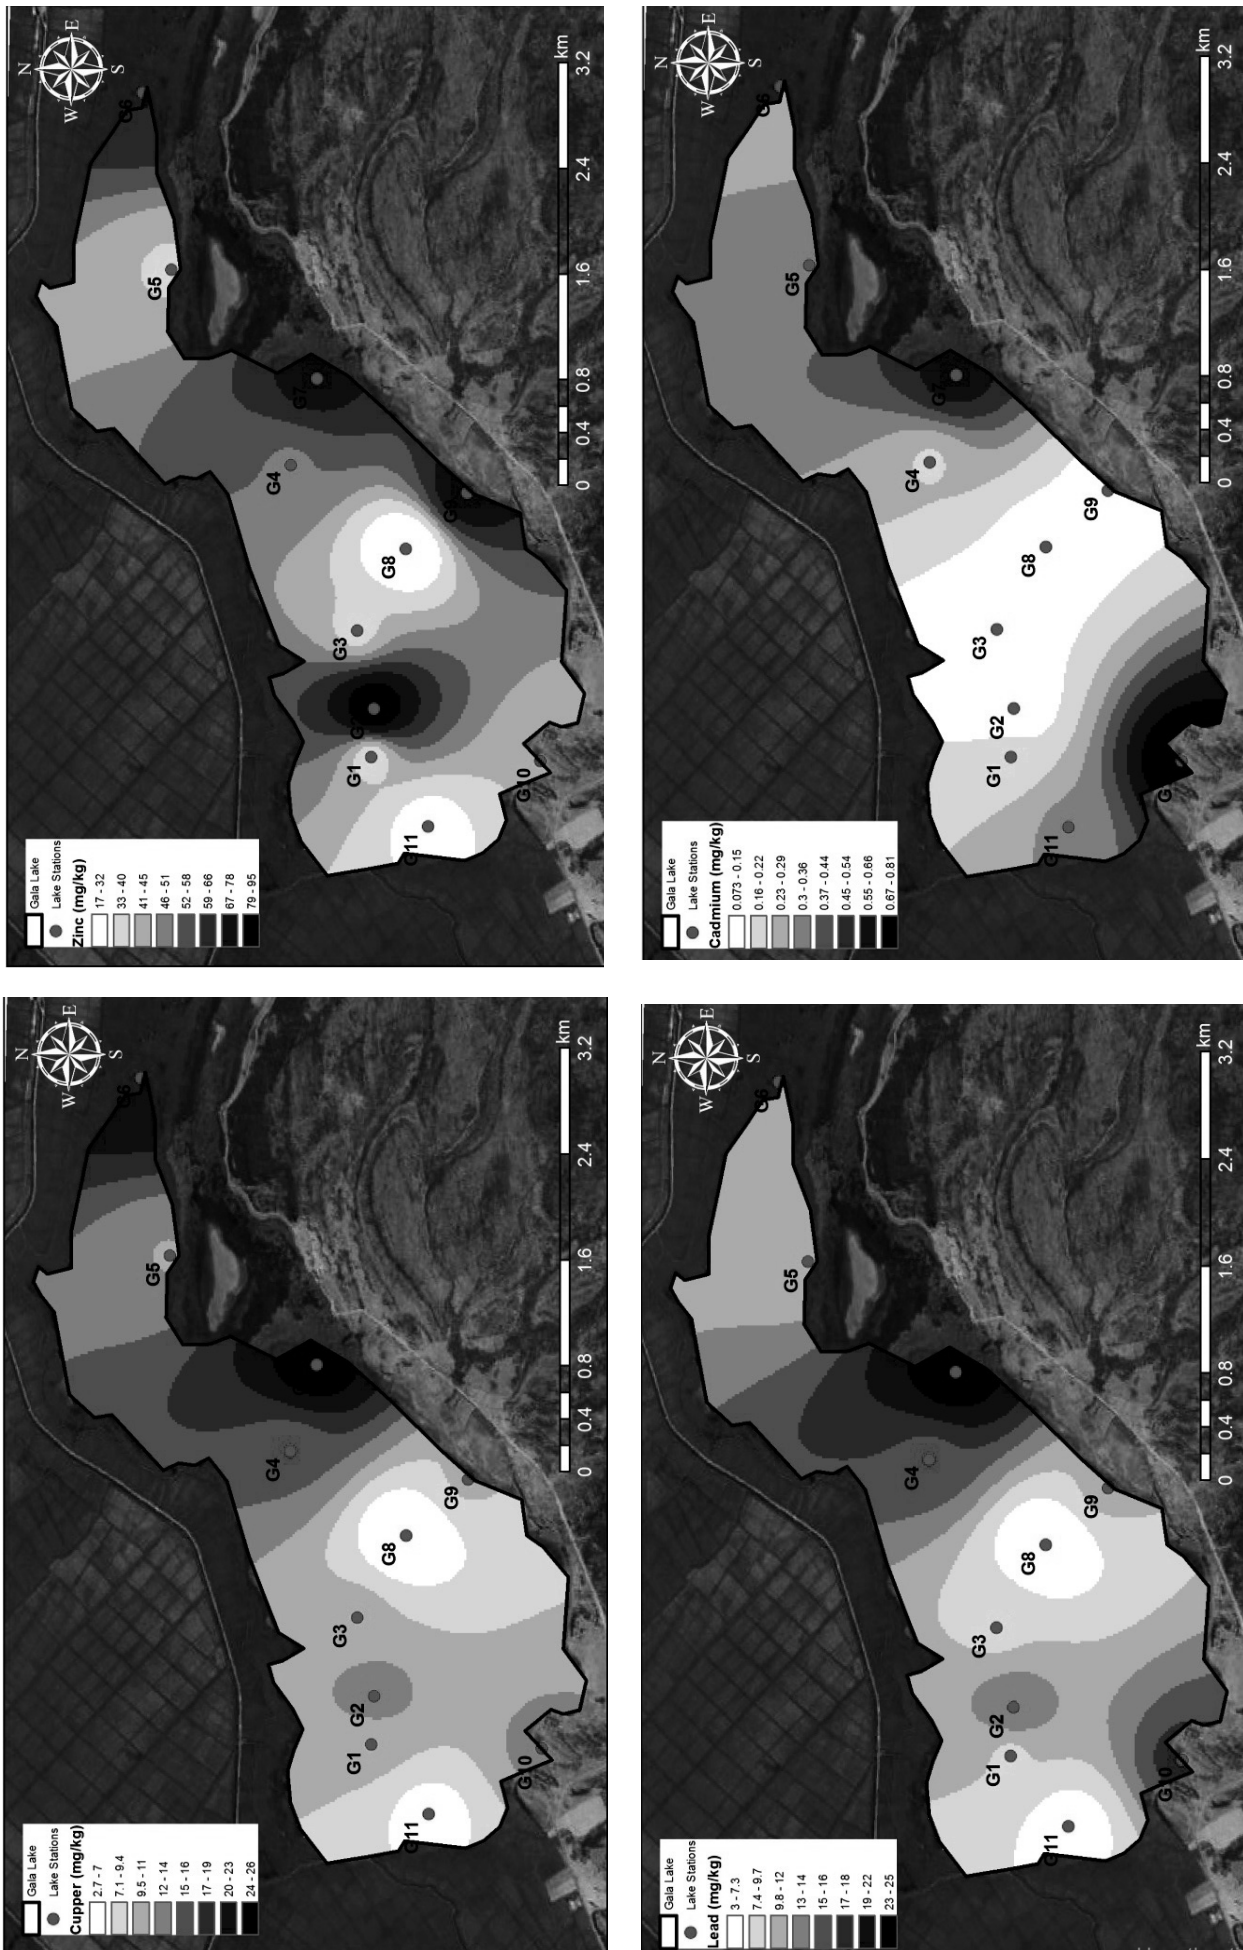 N
E
W
S
G6
G5
G7
G4
G8
G3
G1
G10
G11
Gala Lake
Lake Stations
Zinc (mg/kg)
17 - 32
33 - 40
41 - 45
46 - 51
52 - 58
59 - 66
67 - 78
79 - 95
0 0.4 0.8 1.6 2.4 3.2
km
N
E
W
S
G6
G5
G7
G4
G9
G8
G3
G2
G1
G11
Gala Lake
Lake Stations
Cadmium (mg/kg)
0.073 - 0.15
0.16 - 0.22
0.23 - 0.29
0.3 - 0.36
0.37 - 0.44
0.45 - 0.54
0.55 - 0.66
0.67 - 0.81
0 0.4 0.8 1.6 2.4 3.2
km
N
E
W
S
G6
G5
G4
G9
G8
G3
G2
G1
G10
G11
Gala Lake
Lake Stations
Cupper (mg/kg)
2.7 - 7
7.1 - 9.4
9.5 - 11
12 - 14
15 - 16
17 - 19
20 - 23
24 - 26
0 0.4 0.8 1.6 2.4 3.2
km
N
E
W
S
G6
G5
G4
G9
G8
G3
G2
G1
G10
G11
Gala Lake
Lake Stations
Lead (mg/kg)
3 - 7.3
7.4 - 9.7
9.8 - 12
13 - 14
15 - 16
17 - 18
19 - 22
23 - 25
0 0.4 0.8 1.6 2.4 3.2
km